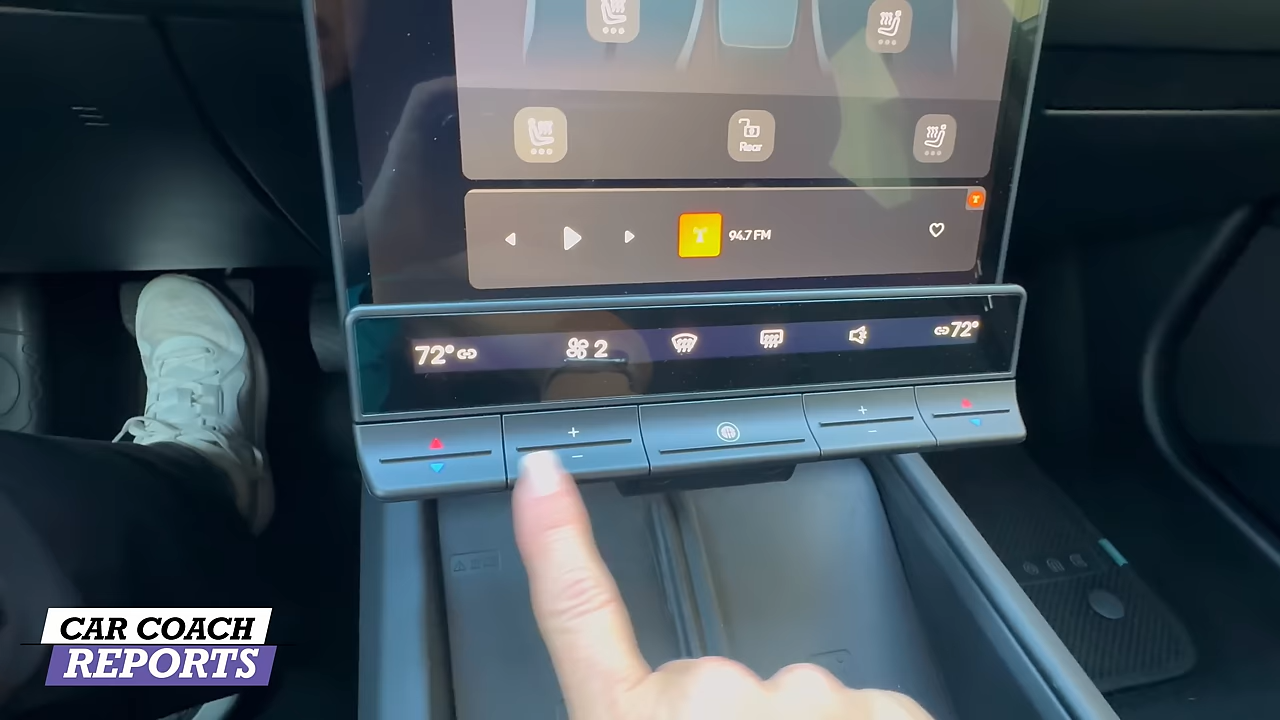 Rear
94.7 FM
72°
2
72°
+
−
+
−
CAR COACH
REPORTS